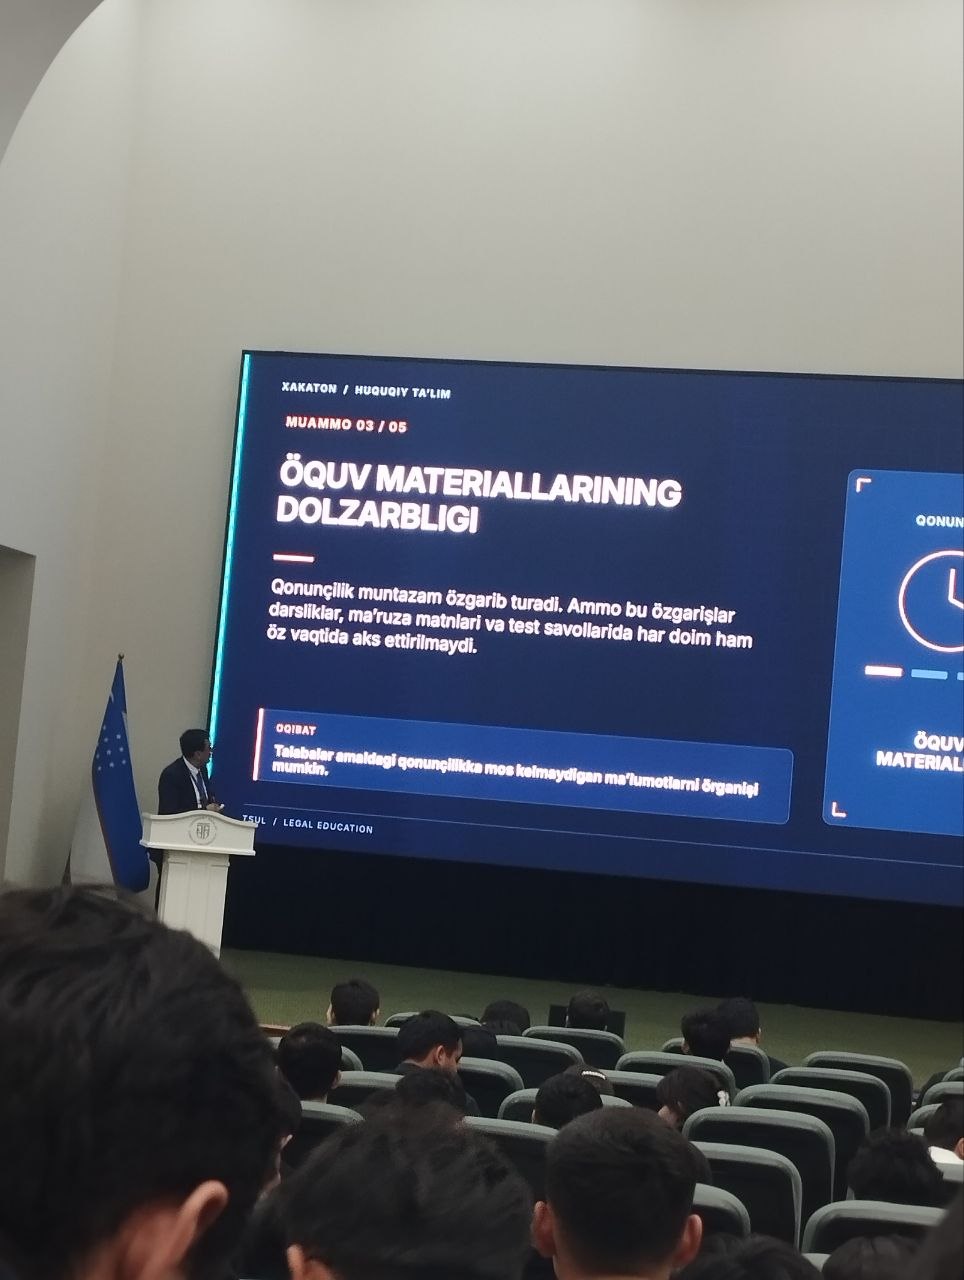 XAKATON / HUQUQIY TA'LIM
MUAMMO 03 / 05
ÖQUV MATERIALLARINING
DOLZARBLIGI
Qonunçilik muntazam özgarib turadi. Ammo bu özgarişlar
darsliklar, ma'ruza matnlari va test savollarida har doim ham
öz vaqtida aks ettirilmaydi.
OQIBAT
Talabalar amaldagi qonunçilikka mos kelmaydigan ma'lumotlarni örganişi
mumkin.
TSUL / LEGAL EDUCATION
QONUN
ÖQUV
MATERIAL